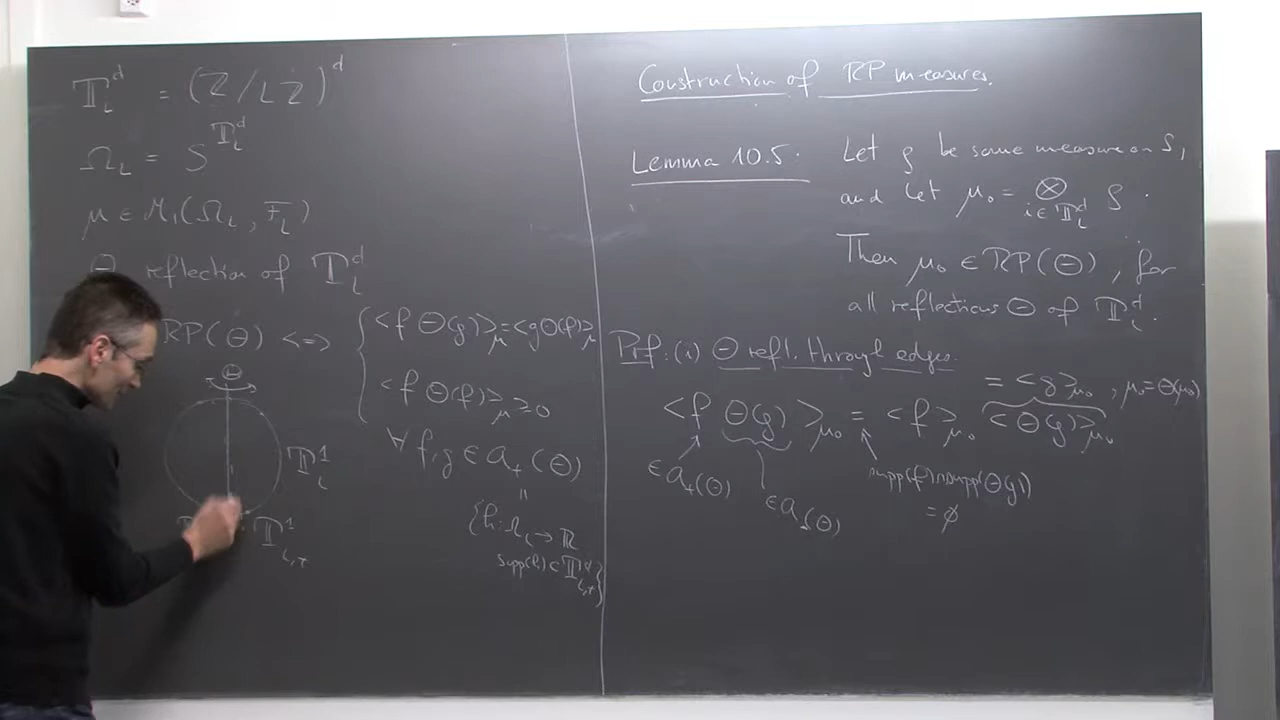 𝕋_L^d = (ℤ/Lℤ)^d
Ω_L = S^{𝕋_L^d}
μ ∈ M_1(Ω_L, F_L)
Θ reflection of 𝕋_L^d
RP(Θ) <=> { <f Θ(g)>_μ = <g Θ(f)>_μ
<f Θ(f)>_μ ≥ 0
∀ f,g ∈ a_+(Θ)
=
{h: Ω_L → ℝ
supp(h) ⊂ 𝕋^d_{L,+}}
Θ
𝕋_L^1
𝕋^1_{L,+}
Construction of RP measures.
Lemma 10.5. Let ρ be some measure on S,
and let μ_0 = ⊗_{i∈𝕋_L^d} ρ.
Then μ_0 ∈ RP(Θ), for
all reflections Θ of 𝕋_L^d.
Prf: (i) Θ refl. through edges.
= <g>_{μ_0}, μ_0 = Θ(μ_0)
<f Θ(g)>_{μ_0} = <f>_{μ_0} <Θ(g)>_{μ_0}
∈ a_+(Θ)
∈ a_-(Θ)
supp(f) ∩ supp(Θ(g))
= ∅